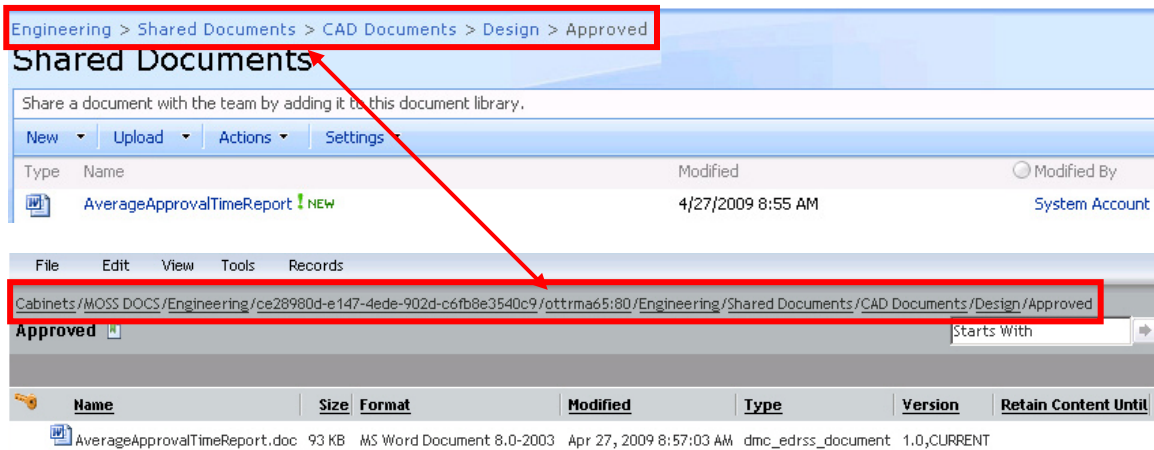 Engineering > Shared Documents > CAD Documents > Design > Approved
Shared Documents
Share a document with the team by adding it to this document library.
New Upload Actions Settings
Type Name Modified Modified By
AverageApprovalTimeReport ! NEW 4/27/2009 8:55 AM System Account
File Edit View Tools Records
Cabinets/MOSS DOCS/Engineering/ce28980d-e147-4ede-902d-c6fb8e3540c9/ottrma65:80/Engineering/Shared Documents/CAD Documents/Design/Approved
Approved Starts With
Name Size Format Modified Type Version Retain Content Until
AverageApprovalTimeReport.doc 93 KB MS Word Document 8.0-2003 Apr 27, 2009 8:57:03 AM dmc_edrss_document 1.0,CURRENT